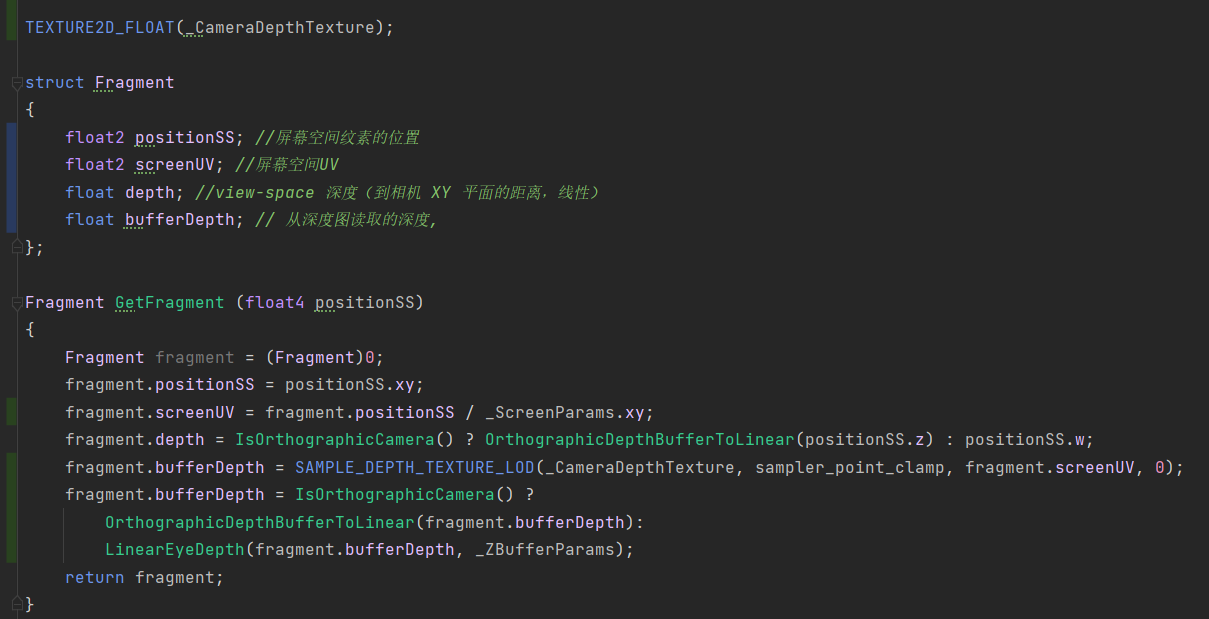 TEXTURE2D_FLOAT(_CameraDepthTexture);
struct Fragment
{
float2 positionSS; //屏幕空间纹素的位置
float2 screenUV; //屏幕空间UV
float depth; //view-space 深度（到相机 XY 平面的距离，线性）
float bufferDepth; // 从深度图读取的深度,
};
Fragment GetFragment (float4 positionSS)
{
Fragment fragment = (Fragment)0;
fragment.positionSS = positionSS.xy;
fragment.screenUV = fragment.positionSS / _ScreenParams.xy;
fragment.depth = IsOrthographicCamera() ? OrthographicDepthBufferToLinear(positionSS.z) : positionSS.w;
fragment.bufferDepth = SAMPLE_DEPTH_TEXTURE_LOD(_CameraDepthTexture, sampler_point_clamp, fragment.screenUV, 0);
fragment.bufferDepth = IsOrthographicCamera() ?
OrthographicDepthBufferToLinear(fragment.bufferDepth):
LinearEyeDepth(fragment.bufferDepth, _ZBufferParams);
return fragment;
}